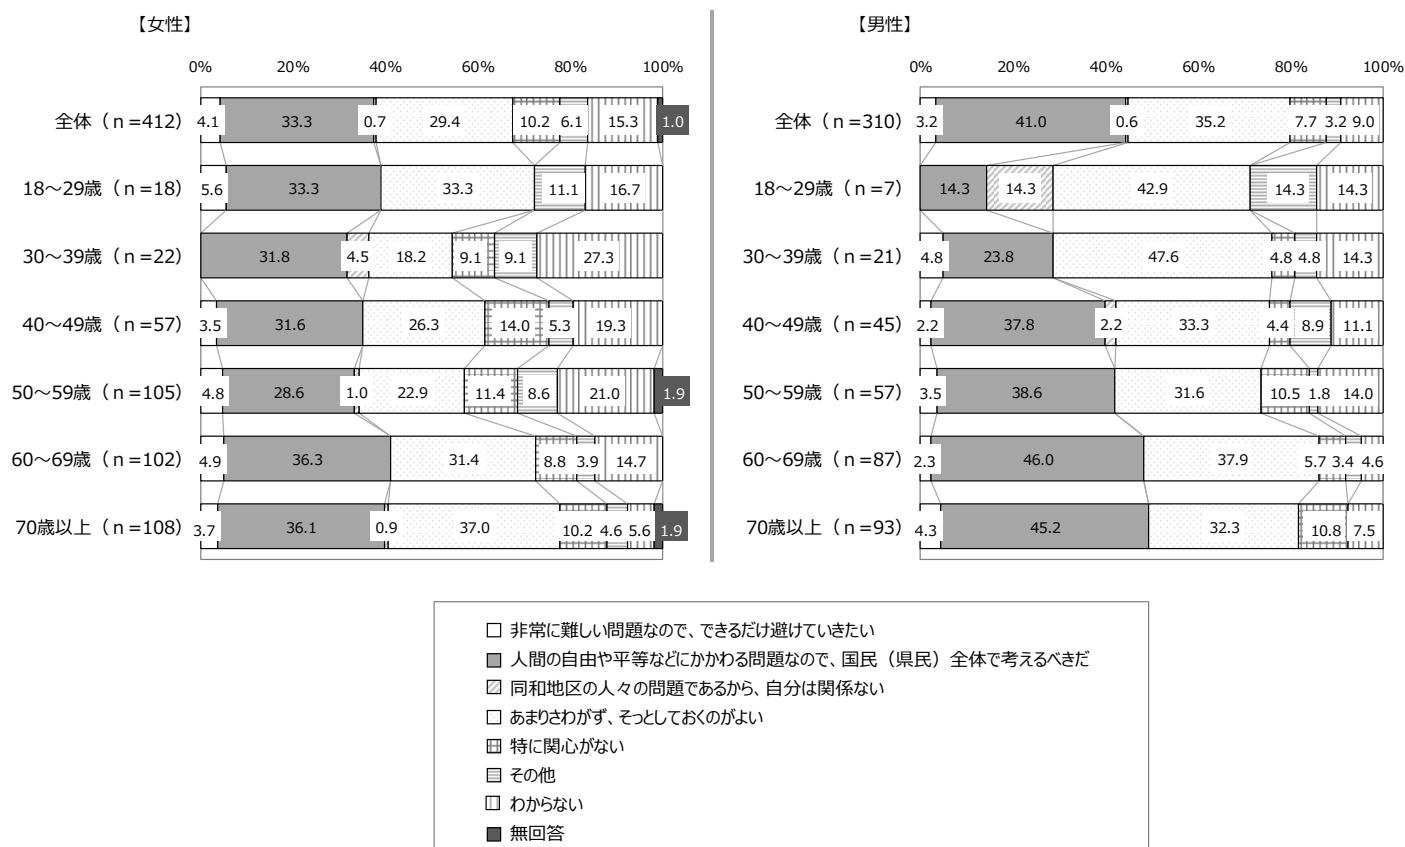 【女性】
0% 20% 40% 60% 80% 100%
全体（ｎ=412） 4.1 33.3 0.7 29.4 10.2 6.1 15.3 1.0
18～29歳（ｎ=18） 5.6 33.3 33.3 11.1 16.7
30～39歳（ｎ=22） 31.8 4.5 18.2 9.1 9.1 27.3
40～49歳（ｎ=57） 3.5 31.6 26.3 14.0 5.3 19.3
50～59歳（ｎ=105） 4.8 28.6 1.0 22.9 11.4 8.6 21.0 1.9
60～69歳（ｎ=102） 4.9 36.3 31.4 8.8 3.9 14.7
70歳以上（ｎ=108） 3.7 36.1 0.9 37.0 10.2 4.6 5.6 1.9
【男性】
0% 20% 40% 60% 80% 100%
全体（ｎ=310） 3.2 41.0 0.6 35.2 7.7 3.2 9.0
18～29歳（ｎ=7） 14.3 14.3 42.9 14.3 14.3
30～39歳（ｎ=21） 4.8 23.8 47.6 4.8 4.8 14.3
40～49歳（ｎ=45） 2.2 37.8 2.2 33.3 4.4 8.9 11.1
50～59歳（ｎ=57） 3.5 38.6 31.6 10.5 1.8 14.0
60～69歳（ｎ=87） 2.3 46.0 37.9 5.7 3.4 4.6
70歳以上（ｎ=93） 4.3 45.2 32.3 10.8 7.5
非常に難しい問題なので、できるだけ避けていきたい
人間の自由や平等などにかかわる問題なので、国民（県民）全体で考えるべきだ
同和地区の人々の問題であるから、自分は関係ない
あまりさわがず、そっとしておくのがよい
特に関心がない
その他
わからない
無回答